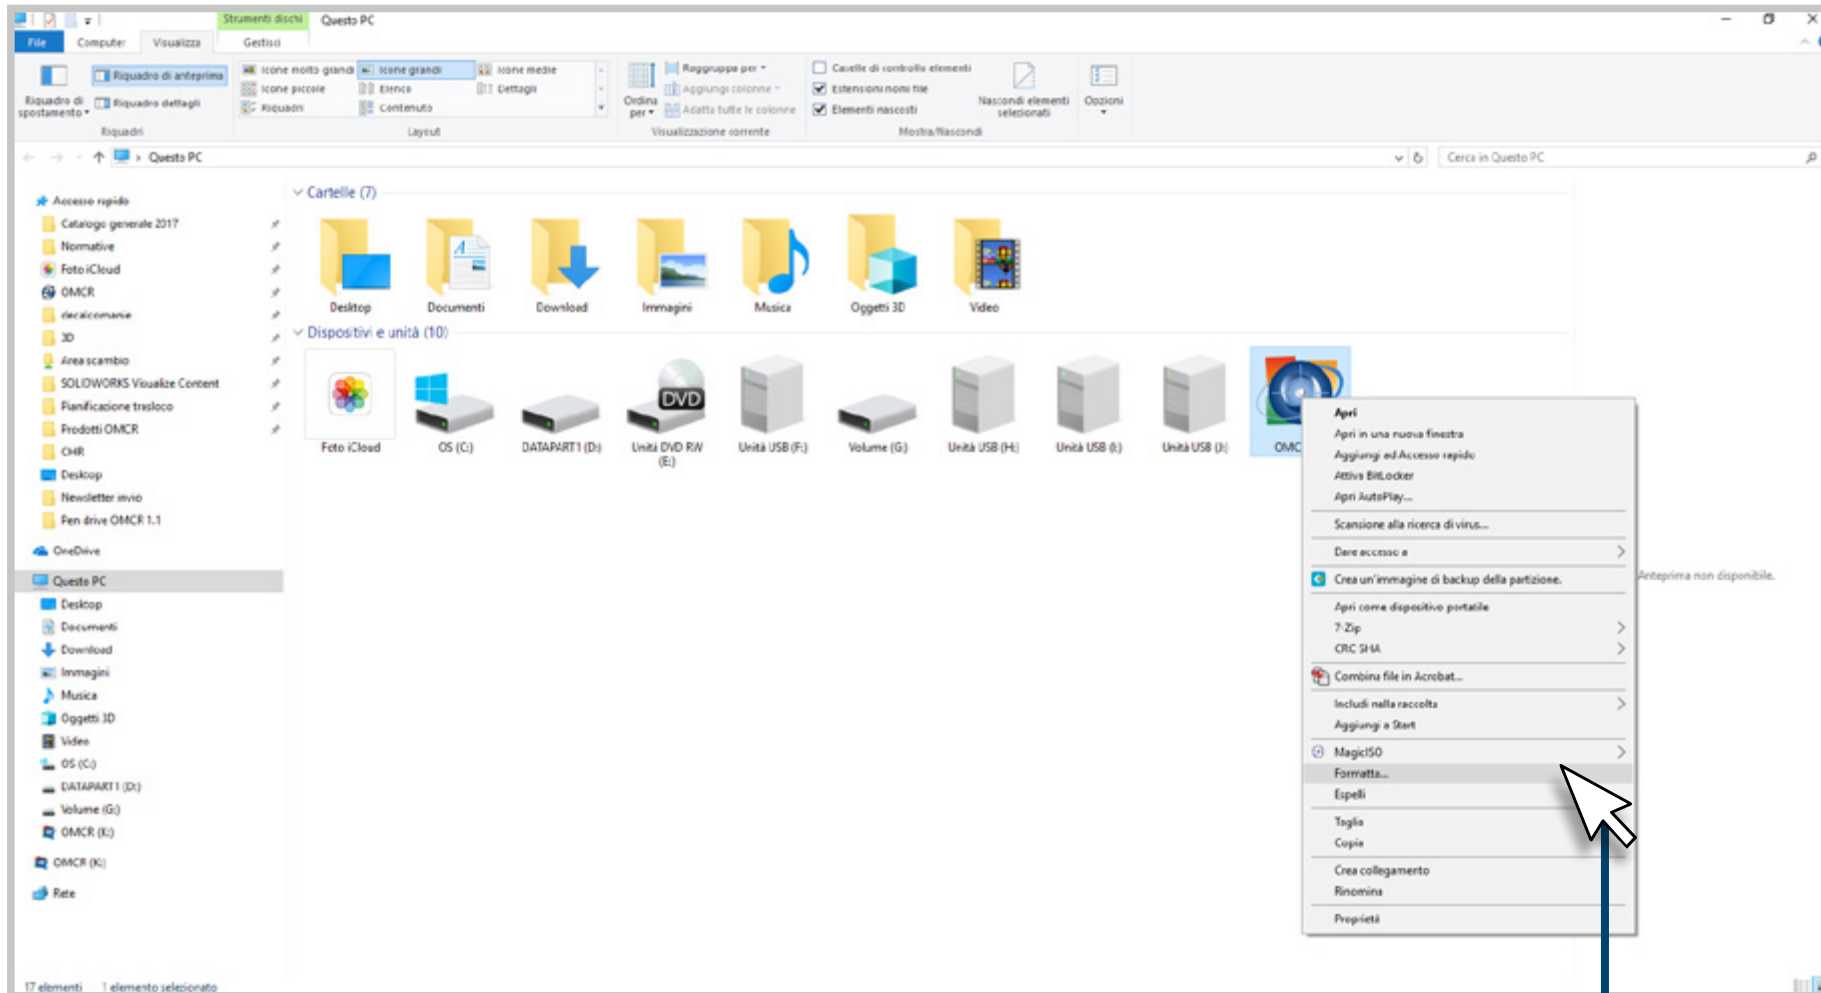 Strumenti dischi Questo PC
File Computer Visualizza Gestisci
Riquadro di spostamento
Riquadro di anteprima
Riquadro dettagli
Riquadri
Icone molto grandi Icone grandi Icone medie
Icone piccole Elenco Dettagli
Riquadri Contenuto
Layout
Ordina per
Raggruppa per
Aggiungi colonne
Adatta tutte le colonne
Visualizzazione corrente
Caselle di controllo elementi
Estensioni nomi file
Elementi nascosti
Nascondi elementi selezionati
Mostra/Nascondi
Opzioni
Questo PC
Cerca in Questo PC
Accesso rapido
Catalogo generale 2017
Normative
Foto iCloud
OMCR
decalcomanie
3D
Area scambio
SOLIDWORKS Visualize Content
Pianificazione trasloco
Prodotti OMCR
CHR
Desktop
Newsletter invio
Pen drive OMCR 1.1
OneDrive
Questo PC
Desktop
Documenti
Download
Immagini
Musica
Oggetti 3D
Video
OS (C:)
DATAPART1 (D:)
Volume (G:)
OMCR (K:)
OMCR (K:)
Rete
Cartelle (7)
Desktop Documenti Download Immagini Musica Oggetti 3D Video
Dispositivi e unità (10)
DVD
Foto iCloud OS (C:) DATAPART1 (D:) Unità DVD RW (E:) Unità USB (F:) Volume (G:) Unità USB (H:) Unità USB (I:) Unità USB (J:) OMC
Apri
Apri in una nuova finestra
Aggiungi ad Accesso rapido
Attiva BitLocker
Apri AutoPlay...
Scansione alla ricerca di virus...
Dare accesso a
Crea un'immagine di backup della partizione.
Apri come dispositivo portatile
7-Zip
CRC SHA
Combina file in Acrobat...
Includi nella raccolta
Aggiungi a Start
MagicISO
Formatta...
Espelli
Taglia
Copia
Crea collegamento
Rinomina
Proprietà
Anteprima non disponibile.
17 elementi 1 elemento selezionato